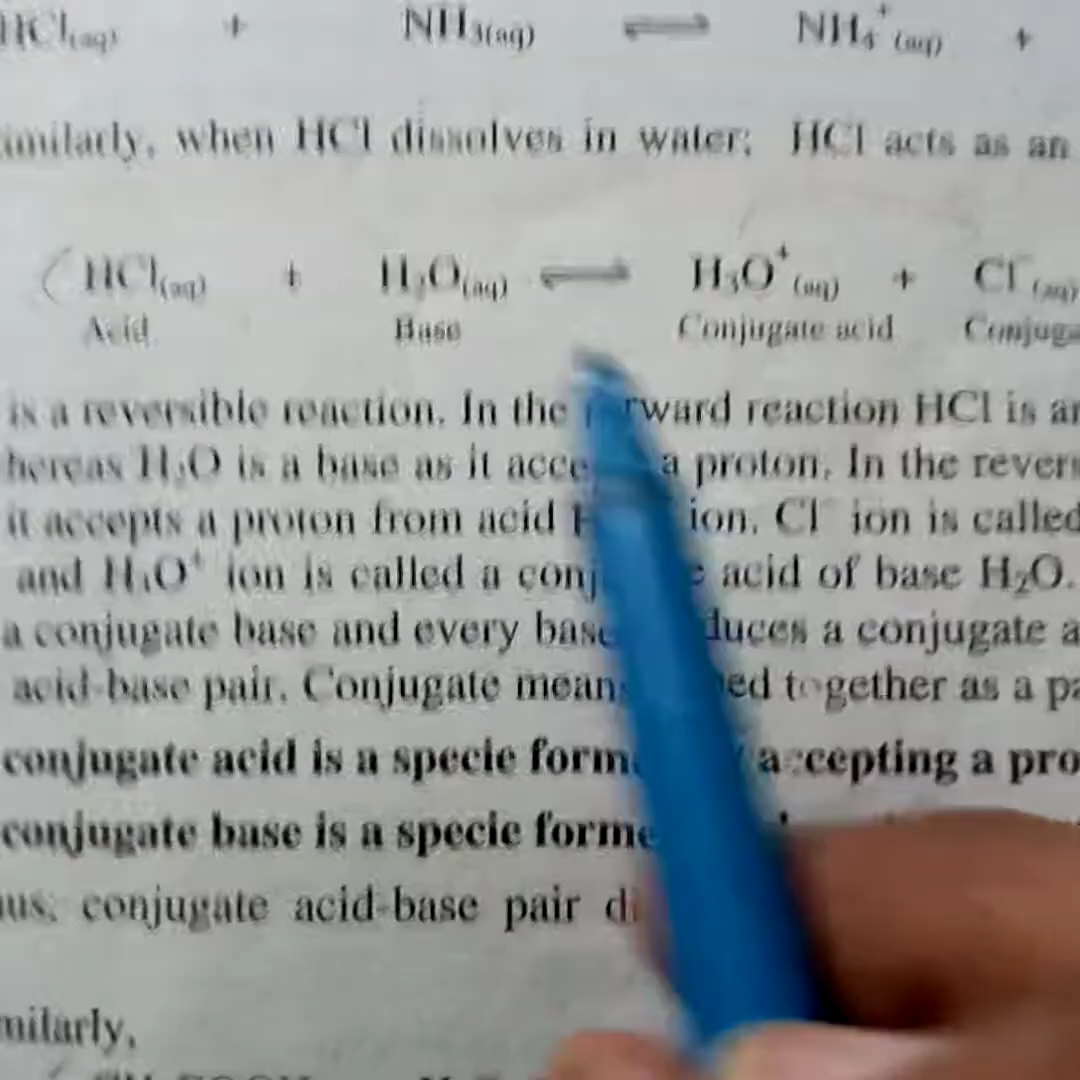 HCl(aq) + NH3(aq) ⇌ NH4+(aq) +
imilarly, when HCl dissolves in water; HCl acts as an
HCl(aq) + H2O(aq) ⇌ H3O+(aq) + Cl-(aq)
Acid Base Conjugate acid Conjuga
is a reversible reaction. In the rward reaction HCl is an
hereas H2O is a base as it acce a proton. In the revers
it accepts a proton from acid ion. Cl- ion is called
and H3O+ ion is called a conj acid of base H2O.
a conjugate base and every base duces a conjugate a
acid-base pair. Conjugate mean ed together as a pa
conjugate acid is a specie form accepting a pro
conjugate base is a specie forme
us, conjugate acid-base pair di
milarly,